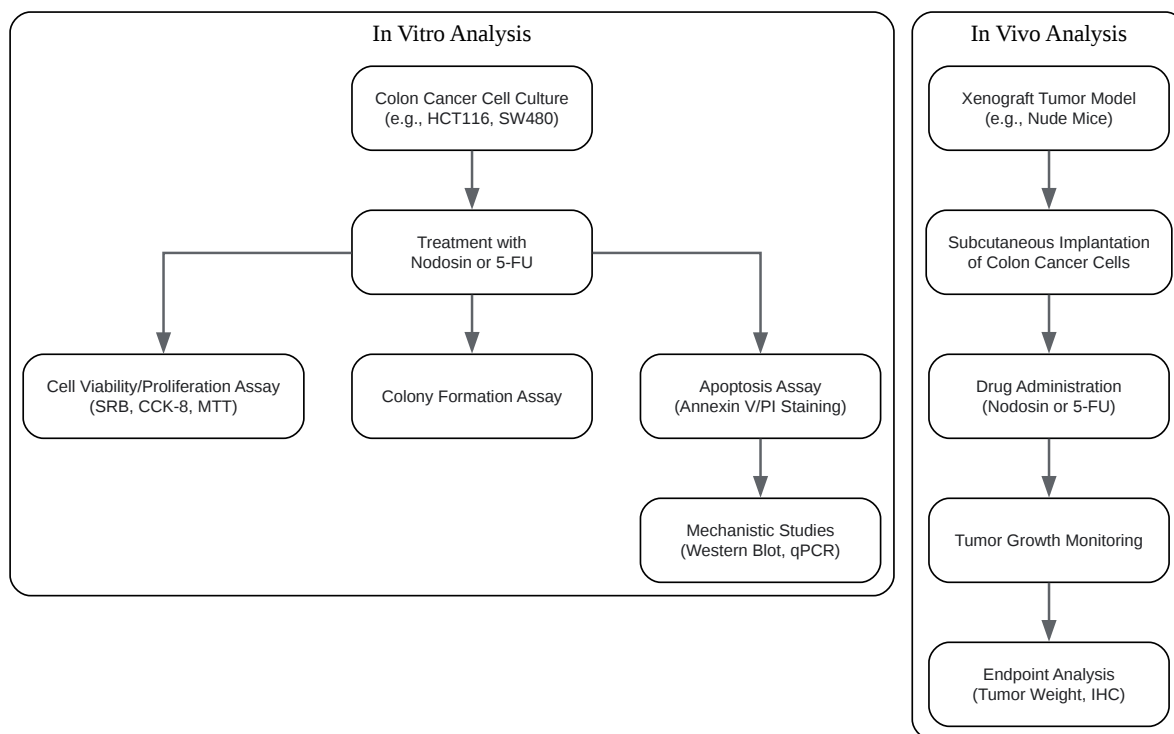 In Vitro Analysis
Colon Cancer Cell Culture
(e.g., HCT116, SW480)
Treatment with
Nodosin or 5-FU
Cell Viability/Proliferation Assay
(SRB, CCK-8, MTT)
Colony Formation Assay
Apoptosis Assay
(Annexin V/PI Staining)
Mechanistic Studies
(Western Blot, qPCR)
In Vivo Analysis
Xenograft Tumor Model
(e.g., Nude Mice)
Subcutaneous Implantation
of Colon Cancer Cells
Drug Administration
(Nodosin or 5-FU)
Tumor Growth Monitoring
Endpoint Analysis
(Tumor Weight, IHC)